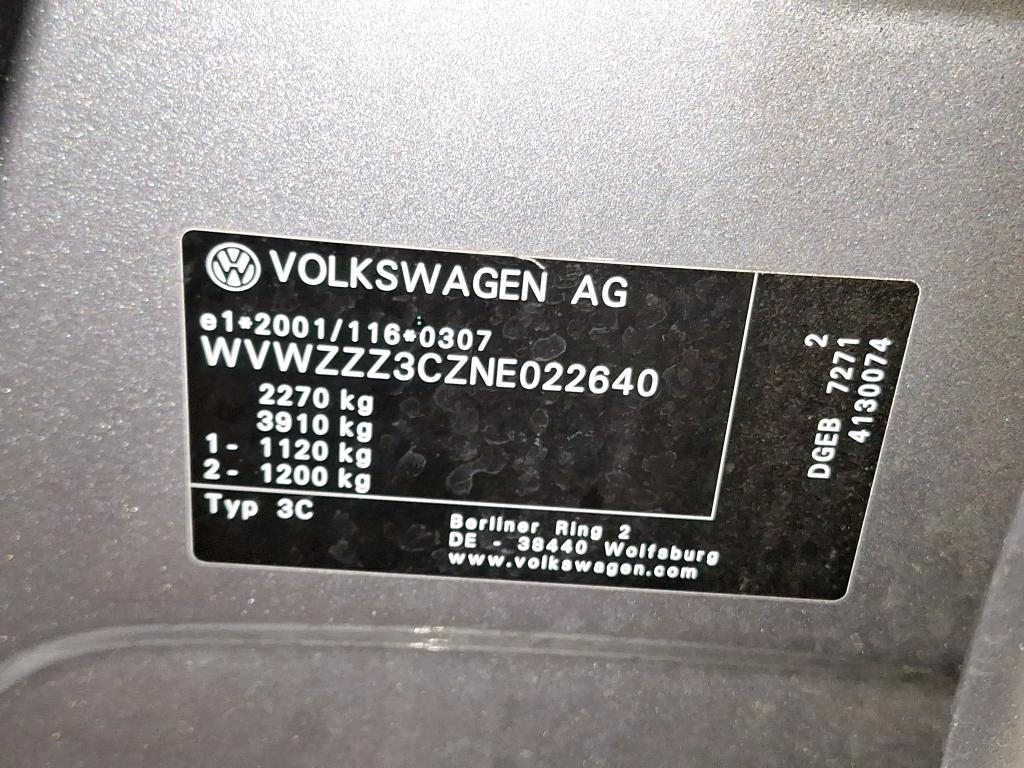 VOLKSWAGEN AG
e1*2001/116*0307
WVWZZZ3CZNE022640
2270 kg
3910 kg
1- 1120 kg
2- 1200 kg
Typ 3C
Berliner Ring 2
DE - 38440 Wolfsburg
www.volkswagen.com
2
DGEB 7271
4130074